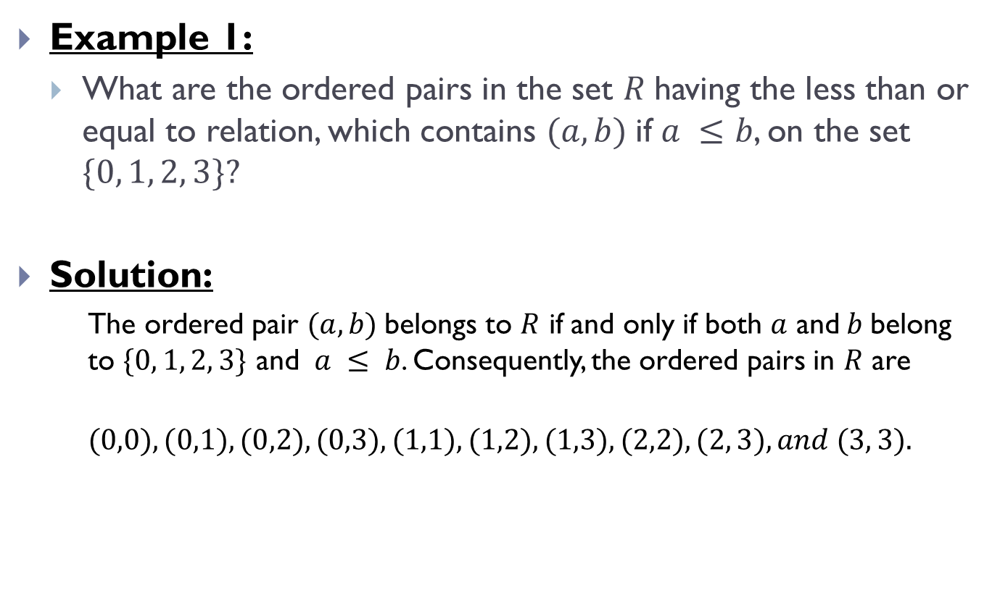 Example 1:
What are the ordered pairs in the set R having the less than or
equal to relation, which contains (a, b) if a ≤ b, on the set
{0, 1, 2, 3}?
Solution:
The ordered pair (a, b) belongs to R if and only if both a and b belong
to {0, 1, 2, 3} and a ≤ b. Consequently, the ordered pairs in R are
(0,0), (0,1), (0,2), (0,3), (1,1), (1,2), (1,3), (2,2), (2, 3), and (3, 3).